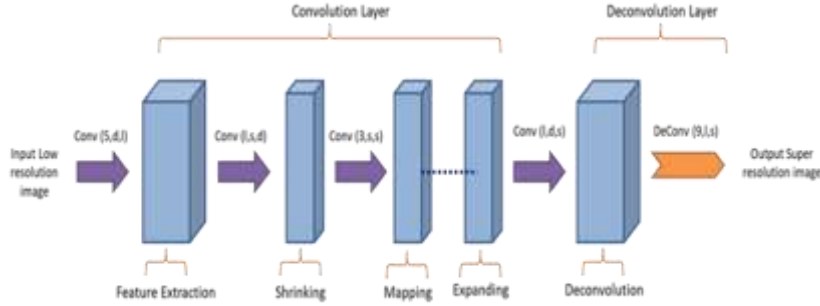 Convolution Layer
Deconvolution Layer
Conv (5,d,l)
Conv (l,s,d)
Conv (3,s,s)
Conv (l,d,s)
DeConv (9,l,s)
Input Low
resolution
image
Output Super
resolution image
Feature Extraction
Shrinking
Mapping
Expanding
Deconvolution